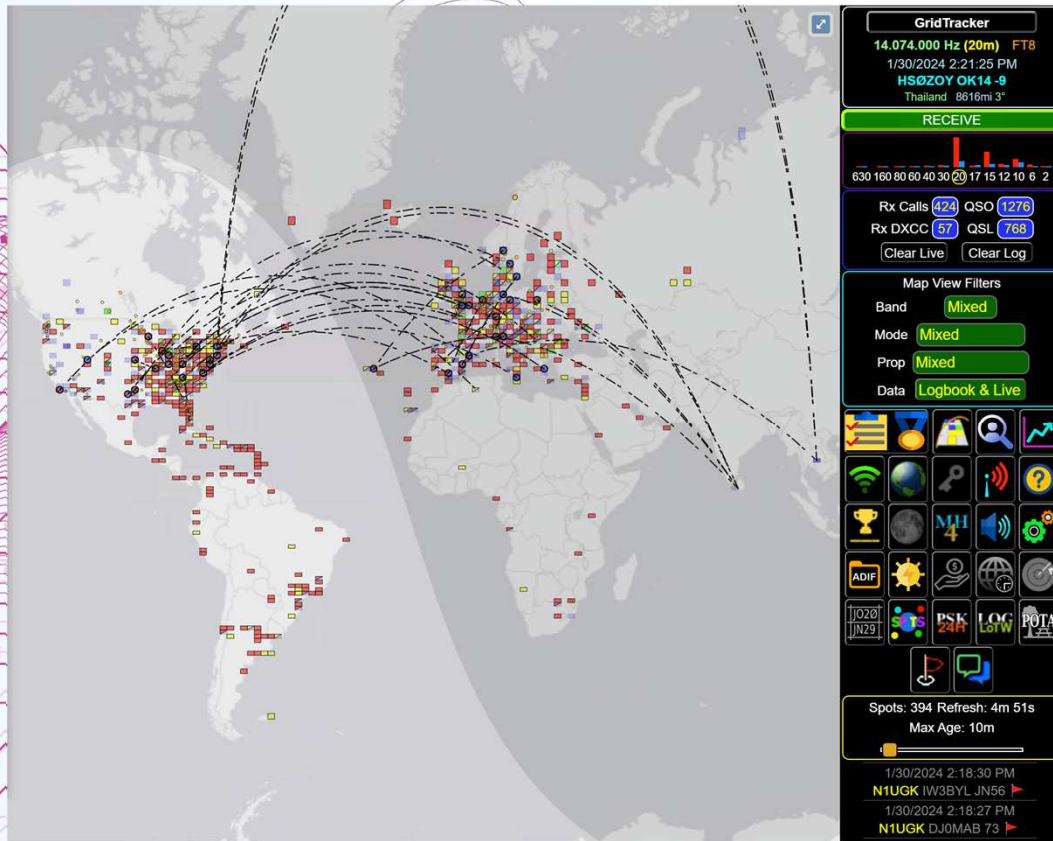 GridTracker
14.074.000 Hz (20m) FT8
1/30/2024 2:21:25 PM
HSØZOY OK14 -9
Thailand 8616mi 3°
RECEIVE
630 160 80 60 40 30 20 17 15 12 10 6 2
Rx Calls 424 QSO 1276
Rx DXCC 57 QSL 768
Clear Live Clear Log
Map View Filters
Band Mixed
Mode Mixed
Prop Mixed
Data Logbook & Live
?
MH
4
ADIF $
JO2Ø SPTS PSK LOG POTA
JN29 24H LoTW
Spots: 394 Refresh: 4m 51s
Max Age: 10m
1/30/2024 2:18:30 PM
N1UGK IW3BYL JN56
1/30/2024 2:18:27 PM
N1UGK DJ0MAB 73